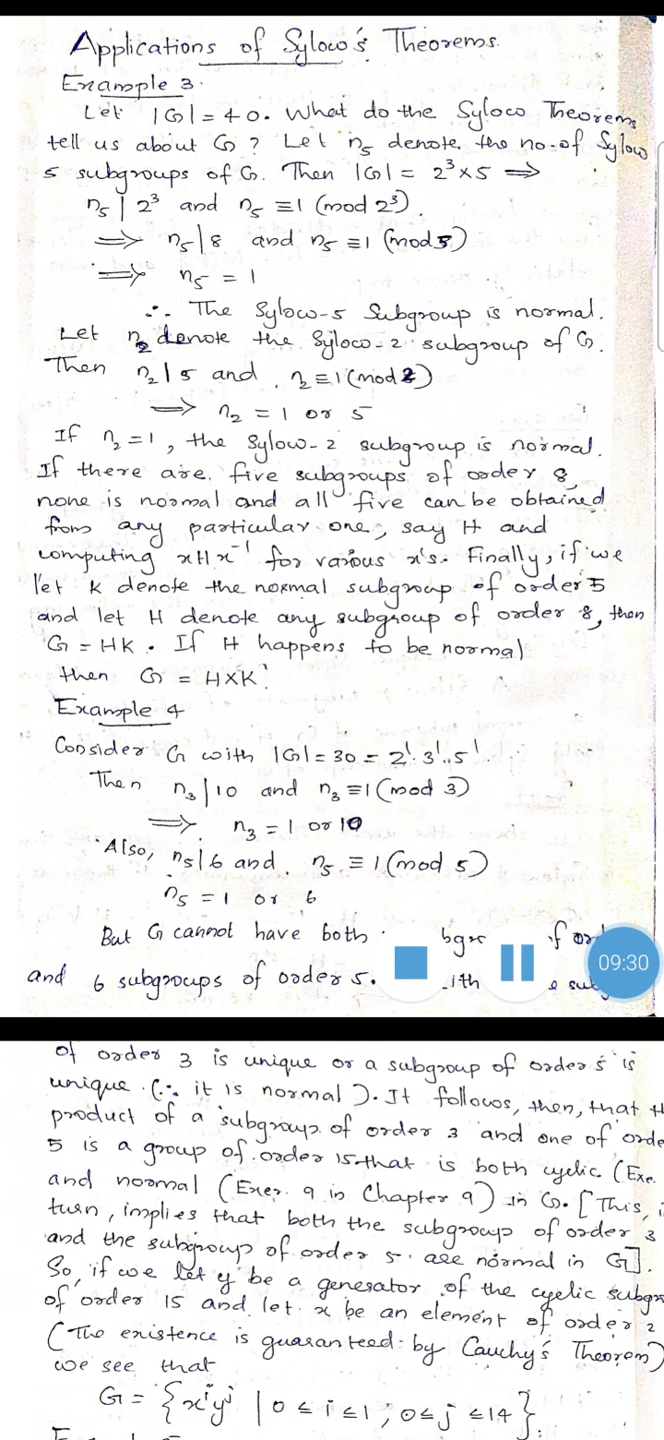 Applications of Sylow's Theorems.
Example 3.
Let |G| = 40. What do the Sylow Theorems
tell us about G? Let n₅ denote the no. of Sylow
5 subgroups of G. Then |G| = 2³×5 ⟹
n₅ | 2³ and n₅ ≡ 1 (mod 2³).
⟹ n₅ | 8 and n₅ ≡ 1 (mod 5)
⟹ n₅ = 1
∴ The Sylow-5 Subgroup is normal.
Let n₂ denote the Sylow-2 subgroup of G.
Then n₂ | 5 and n₂ ≡ 1 (mod 2)
⟹ n₂ = 1 or 5
If n₂ = 1, the Sylow-2 subgroup is normal.
If there are five subgroups of order 8,
none is normal and all five can be obtained
from any particular one, say H and
computing xHx⁻¹ for various x's. Finally, if we
let K denote the normal subgroup of order 5
and let H denote any subgroup of order 8, then
G = HK. If H happens to be normal
then G = H×K.
Example 4
Consider G with |G| = 30 = 2¹.3¹.5¹
Then n₃ | 10 and n₃ ≡ 1 (mod 3)
⟹ n₃ = 1 or 10
Also, n₅ | 6 and n₅ ≡ 1 (mod 5)
n₅ = 1 or 6
But G cannot have both
09:30
and 6 subgroups of order 5.
of order 3 is unique or a subgroup of order 5 is
unique (∵ it is normal). It follows, then, that
product of a subgroup of order 3 and one of
5 is a group of order 15 that is both cyclic (Exe.
and normal (Exer. 9 in Chapter 9) in G. [This,
turn, implies that both the subgroup of order 3
and the subgroup of order 5 are normal in G].
So, if we let y be a generator of the cyclic
of order 15 and let x be an element of order 2
(The existence is guaranteed by Cauchy's Theorem)
we see that
G = {xⁱyʲ | 0 ≤ i ≤ 1, 0 ≤ j ≤ 14}.